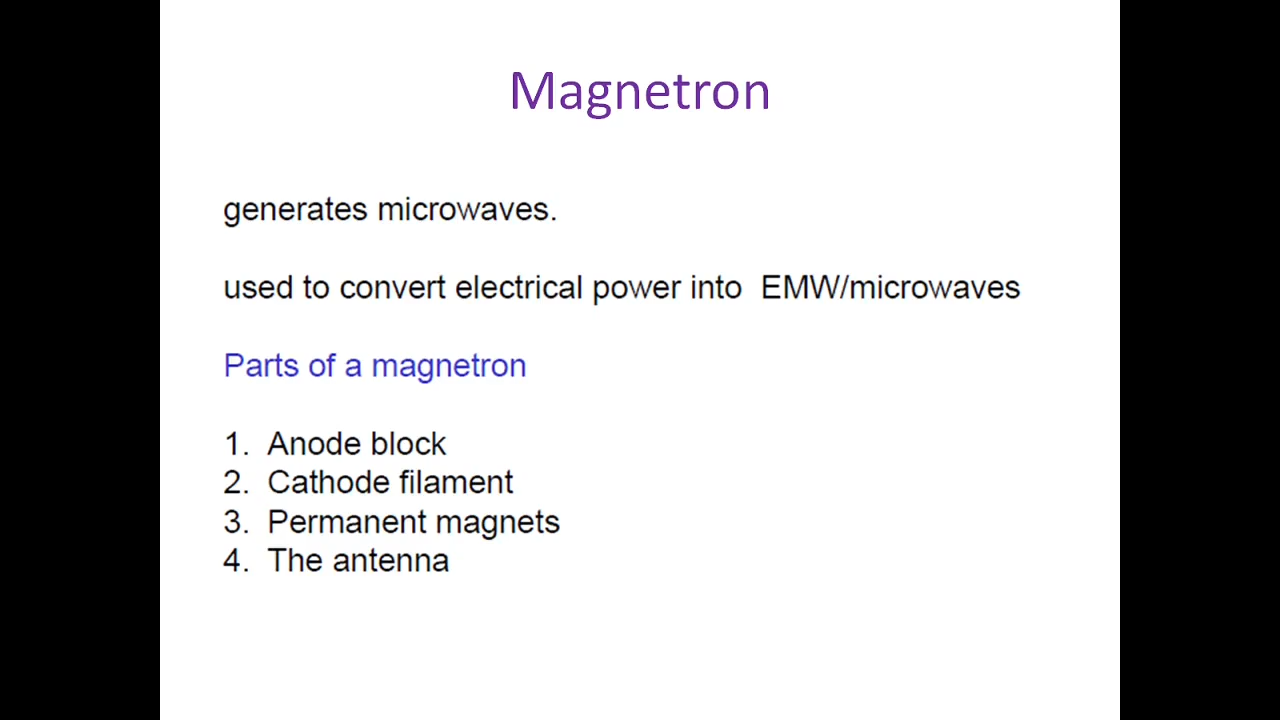 Magnetron
generates microwaves.
used to convert electrical power into  EMW/microwaves
Parts of a magnetron
1.  Anode block
2.  Cathode filament
3.  Permanent magnets
4.  The antenna